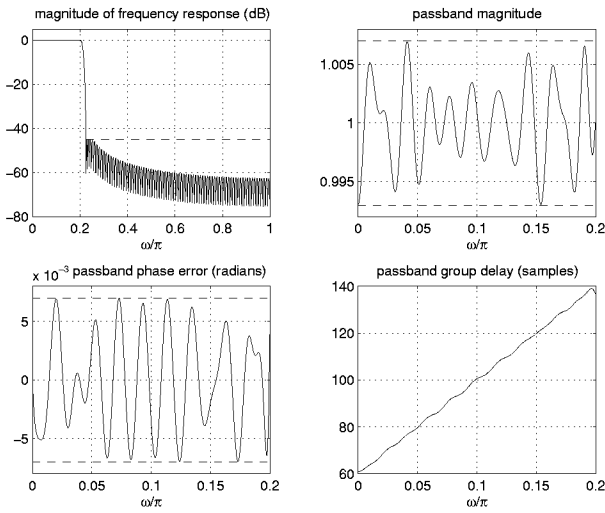 magnitude of frequency response (dB)
0
−20
−40
−60
−80
0 0.2 0.4 0.6 0.8 1
ω/π
passband magnitude
1.005
1
0.995
0 0.05 0.1 0.15 0.2
ω/π
x 10⁻³ passband phase error (radians)
5
0
−5
0 0.05 0.1 0.15 0.2
ω/π
passband group delay (samples)
140
120
100
80
60
0 0.05 0.1 0.15 0.2
ω/π